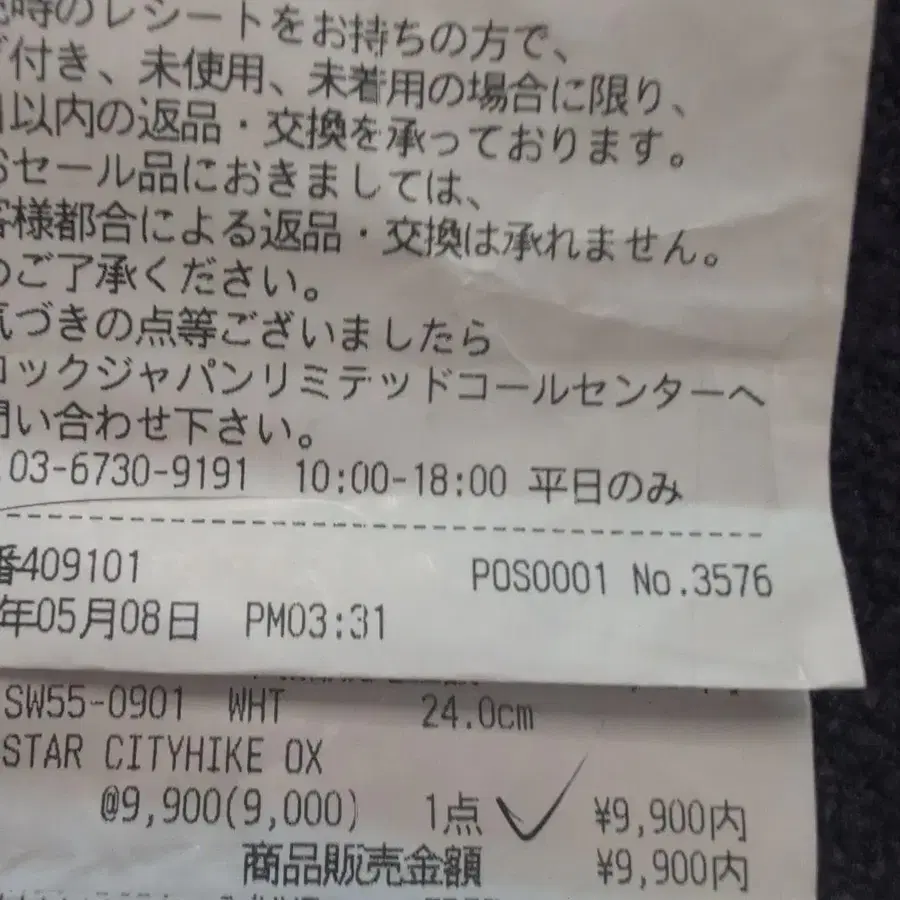 時のレシートをお持ちの方で、
付き、未使用、未着用の場合に限り、
以内の返品・交換を承っております。
セール品におきましては、
様都合による返品・交換は承れません。
ご了承ください。
づきの点等ございましたら
ックジャパンリミテッドコールセンターへ
い合わせ下さい。
03-6730-9191 10:00-18:00 平日のみ
番409101 POS0001 No.3576
年05月08日 PM03:31
SW55-0901 WHT 24.0cm
STAR CITYHIKE OX
@9,900(9,000) 1点 ¥9,900内
商品販売金額 ¥9,900内